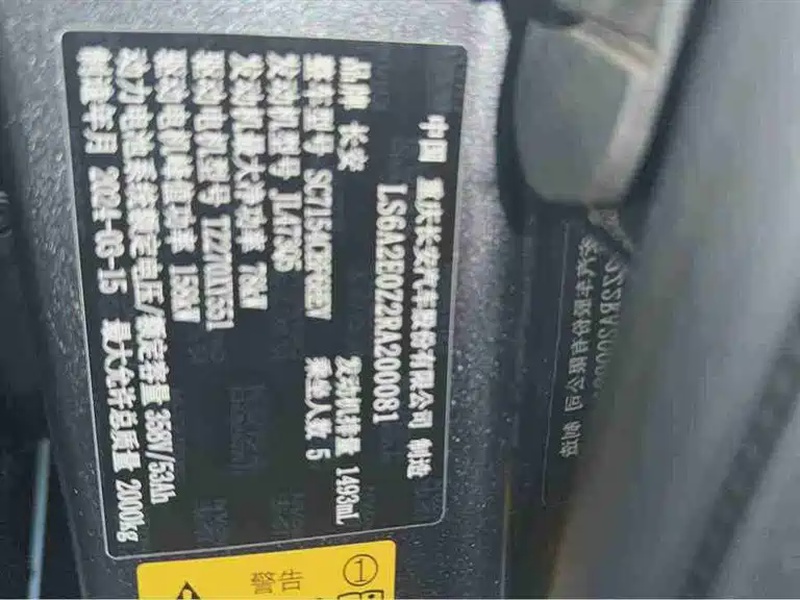 中国 重庆长安汽车股份有限公司 制造
LS6A2E0Z2RA200081
品牌 长安 发动机排量 1493mL
整车型号 SC7154CBF6HEV 乘坐人数 5
发动机型号 JL473Q5
发动机最大净功率 72kW
驱动电机型号 TZ270XY531
驱动电机峰值功率 158kW
动力电池系统额定电压/额定容量 358V/53Ah
制造年月 2024-03-15 最大允许总质量 2000kg
警告 ①